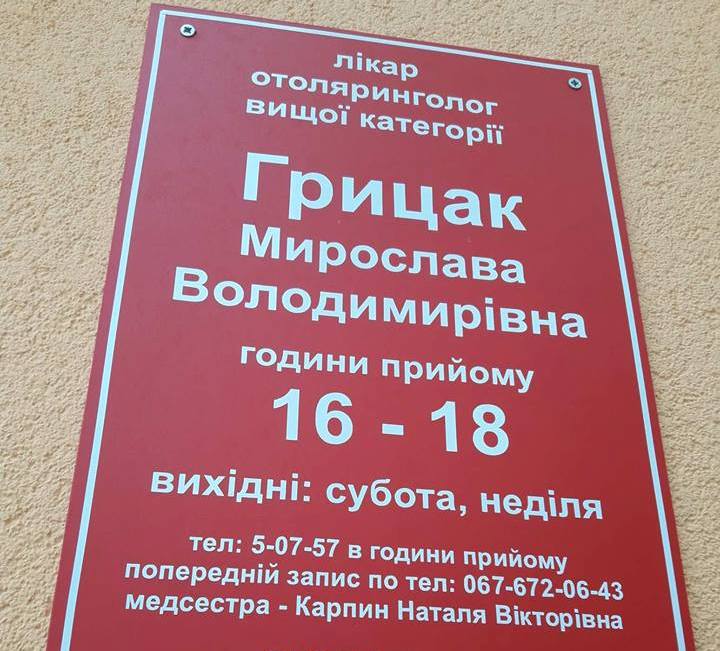 лікар
отоляринголог
вищої категорії
Грицак
Мирослава
Володимирівна
години прийому
16 - 18
вихідні: субота, неділя
тел: 5-07-57 в години прийому
попередній запис по тел: 067-672-06-43
медсестра - Карпин Наталя Вікторівна